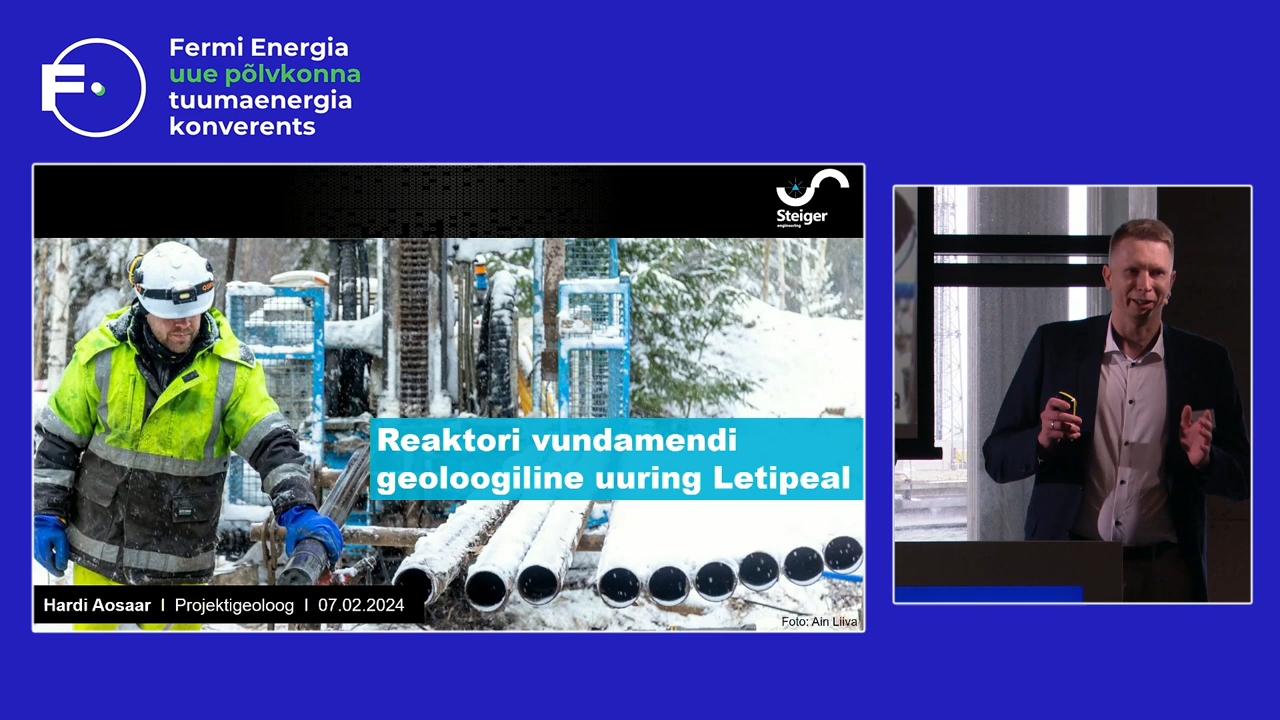 Fermi Energia
uue põlvkonna
tuumaenergia
konverents
Steiger
engineering
Reaktori vundamendi
geoloogiline uuring Letipeal
Hardi Aosaar I Projektigeoloog I 07.02.2024
Foto: Ain Liiva